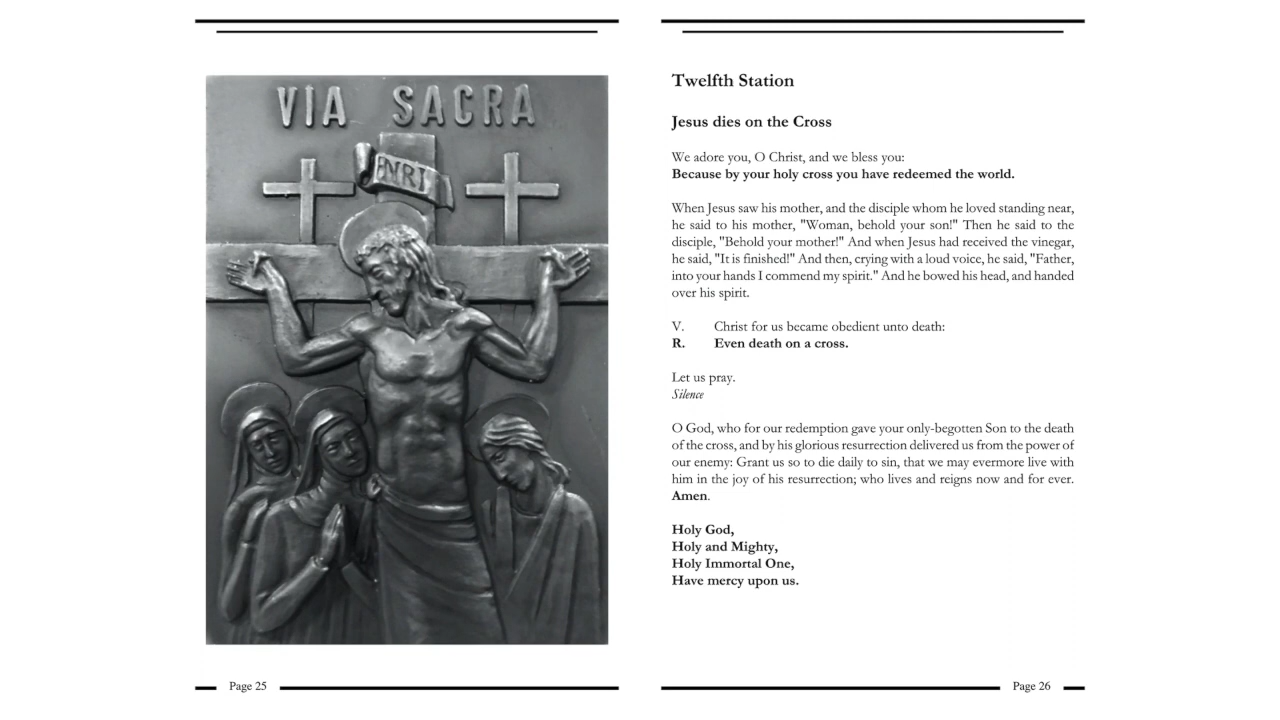 VIA SACRA
INRI
Page 25
Twelfth Station
Jesus dies on the Cross
We adore you, O Christ, and we bless you:
Because by your holy cross you have redeemed the world.
When Jesus saw his mother, and the disciple whom he loved standing near,
he said to his mother, "Woman, behold your son!" Then he said to the
disciple, "Behold your mother!" And when Jesus had received the vinegar,
he said, "It is finished!" And then, crying with a loud voice, he said, "Father,
into your hands I commend my spirit." And he bowed his head, and handed
over his spirit.
V. Christ for us became obedient unto death:
R. Even death on a cross.
Let us pray.
Silence
O God, who for our redemption gave your only-begotten Son to the death
of the cross, and by his glorious resurrection delivered us from the power of
our enemy: Grant us so to die daily to sin, that we may evermore live with
him in the joy of his resurrection; who lives and reigns now and for ever.
Amen.
Holy God,
Holy and Mighty,
Holy Immortal One,
Have mercy upon us.
Page 26